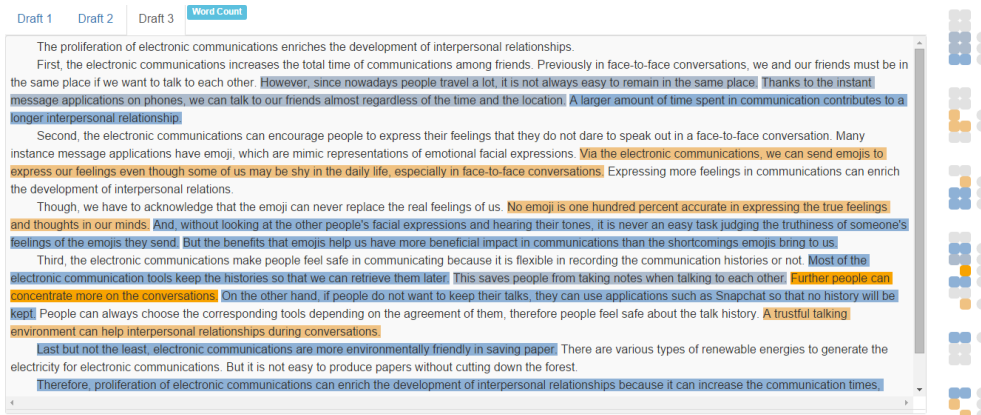 Draft 1 Draft 2 Draft 3 Word Count
The proliferation of electronic communications enriches the development of interpersonal relationships.
First, the electronic communications increases the total time of communications among friends. Previously in face-to-face conversations, we and our friends must be in
the same place if we want to talk to each other. However, since nowadays people travel a lot, it is not always easy to remain in the same place. Thanks to the instant
message applications on phones, we can talk to our friends almost regardless of the time and the location. A larger amount of time spent in communication contributes to a
longer interpersonal relationship.
Second, the electronic communications can encourage people to express their feelings that they do not dare to speak out in a face-to-face conversation. Many
instance message applications have emoji, which are mimic representations of emotional facial expressions. Via the electronic communications, we can send emojis to
express our feelings even though some of us may be shy in the daily life, especially in face-to-face conversations. Expressing more feelings in communications can enrich
the development of interpersonal relations.
Though, we have to acknowledge that the emoji can never replace the real feelings of us. No emoji is one hundred percent accurate in expressing the true feelings
and thoughts in our minds. And, without looking at the other people's facial expressions and hearing their tones, it is never an easy task judging the truthiness of someone's
feelings of the emojis they send. But the benefits that emojis help us have more beneficial impact in communications than the shortcomings emojis bring to us.
Third, the electronic communications make people feel safe in communicating because it is flexible in recording the communication histories or not. Most of the
electronic communication tools keep the histories so that we can retrieve them later. This saves people from taking notes when talking to each other. Further people can
concentrate more on the conversations. On the other hand, if people do not want to keep their talks, they can use applications such as Snapchat so that no history will be
kept. People can always choose the corresponding tools depending on the agreement of them, therefore people feel safe about the talk history. A trustful talking
environment can help interpersonal relationships during conversations.
Last but not the least, electronic communications are more environmentally friendly in saving paper. There are various types of renewable energies to generate the
electricity for electronic communications. But it is not easy to produce papers without cutting down the forest.
Therefore, proliferation of electronic communications can enrich the development of interpersonal relationships because it can increase the communication times,